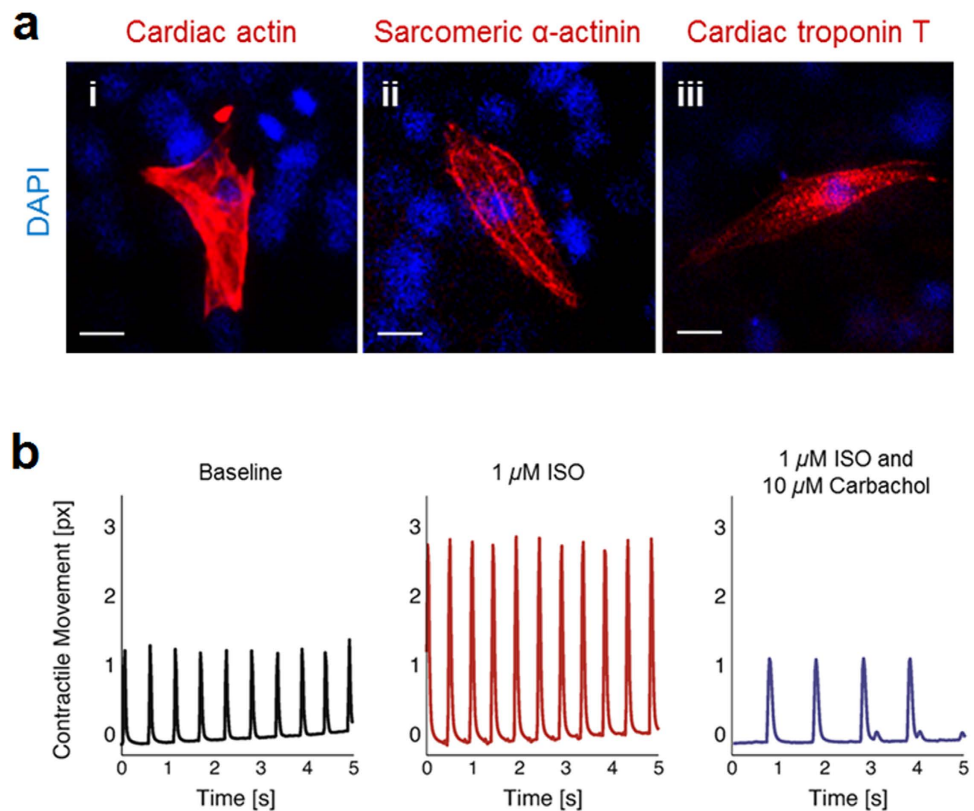 a
Cardiac actin
Sarcomeric α-actinin
Cardiac troponin T
DAPI
i
ii
iii
b
Baseline
1 µM ISO
1 µM ISO and
10 µM Carbachol
Contractile Movement [px]
3
2
1
0
3
2
1
0
3
2
1
0
0 1 2 3 4 5
0 1 2 3 4 5
0 1 2 3 4 5
Time [s]
Time [s]
Time [s]